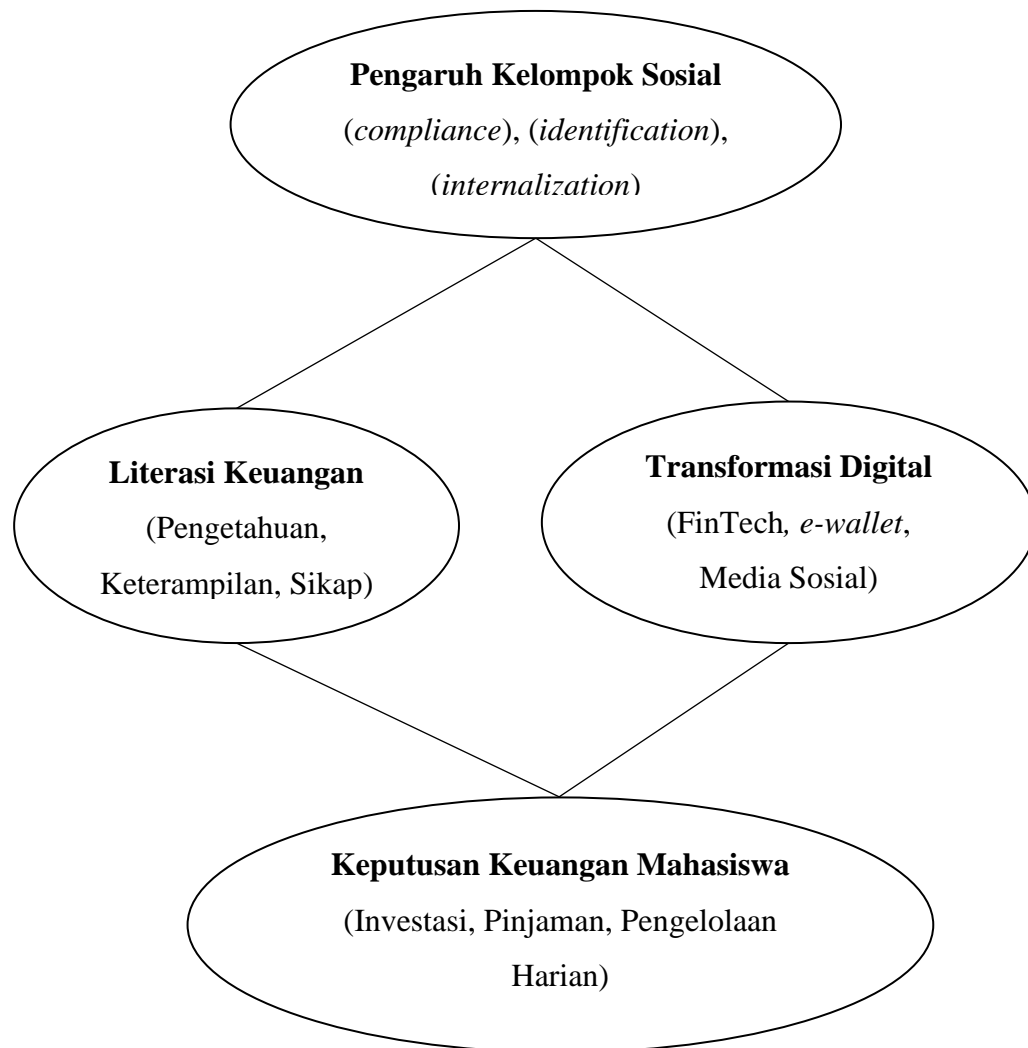 Pengaruh Kelompok Sosial
(compliance), (identification),
(internalization)
Literasi Keuangan
(Pengetahuan,
Keterampilan, Sikap)
Transformasi Digital
(FinTech, e-wallet,
Media Sosial)
Keputusan Keuangan Mahasiswa
(Investasi, Pinjaman, Pengelolaan
Harian)